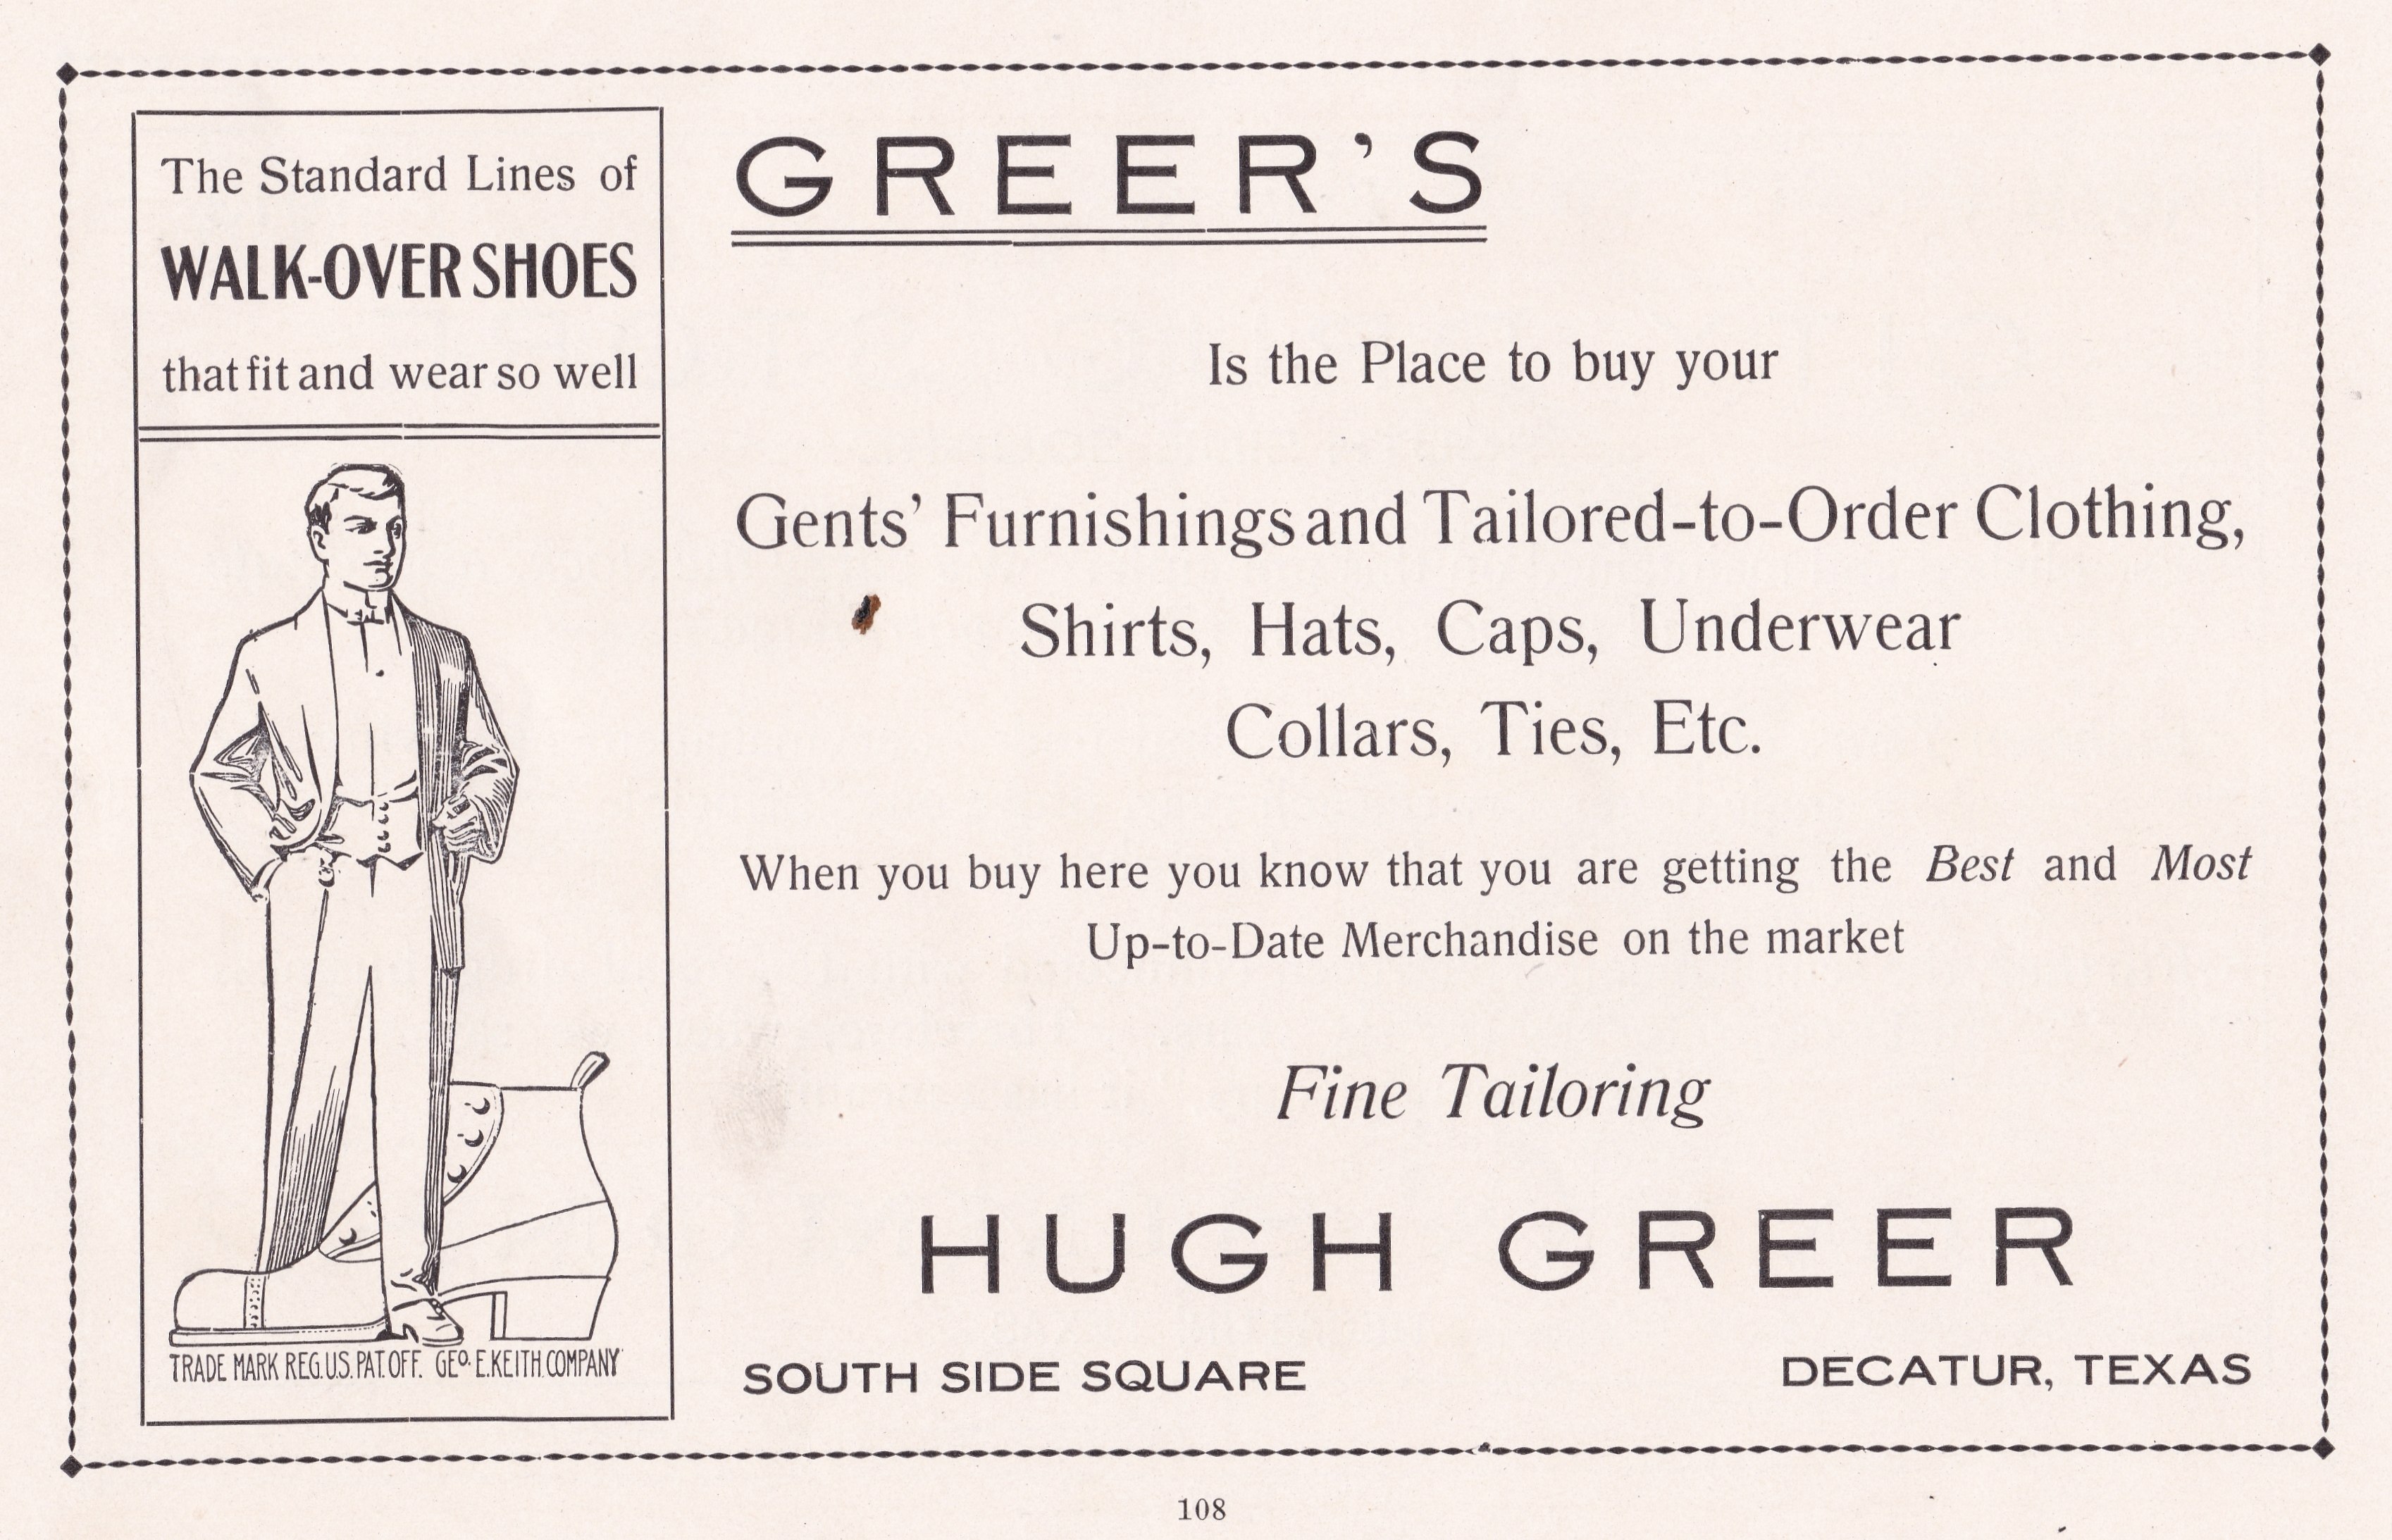 The Standard Lines of
WALK-OVER SHOES
that fit and wear so well
TRADE MARK REG. U.S. PAT. OFF. GEO. E. KEITH COMPANY
GREER'S
Is the Place to buy your
Gents' Furnishings and Tailored-to-Order Clothing,
Shirts, Hats, Caps, Underwear
Collars, Ties, Etc.
When you buy here you know that you are getting the Best and Most
Up-to-Date Merchandise on the market
Fine Tailoring
HUGH GREER
SOUTH SIDE SQUARE DECATUR, TEXAS
108